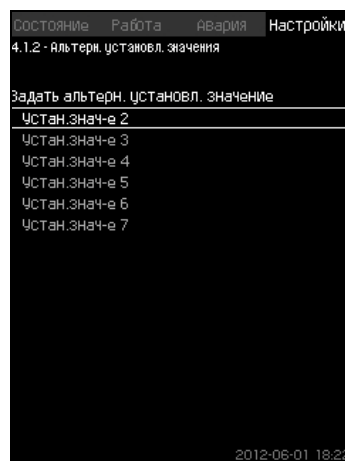 Состояние Работа Авария Настройки
4.1.2 - Альтерн. установл. значения
Задать альтерн. установл. значение
Устан.знач-е 2
Устан.знач-е 3
Устан.знач-е 4
Устан.знач-е 5
Устан.знач-е 6
Устан.знач-е 7
2012-06-01 18:22